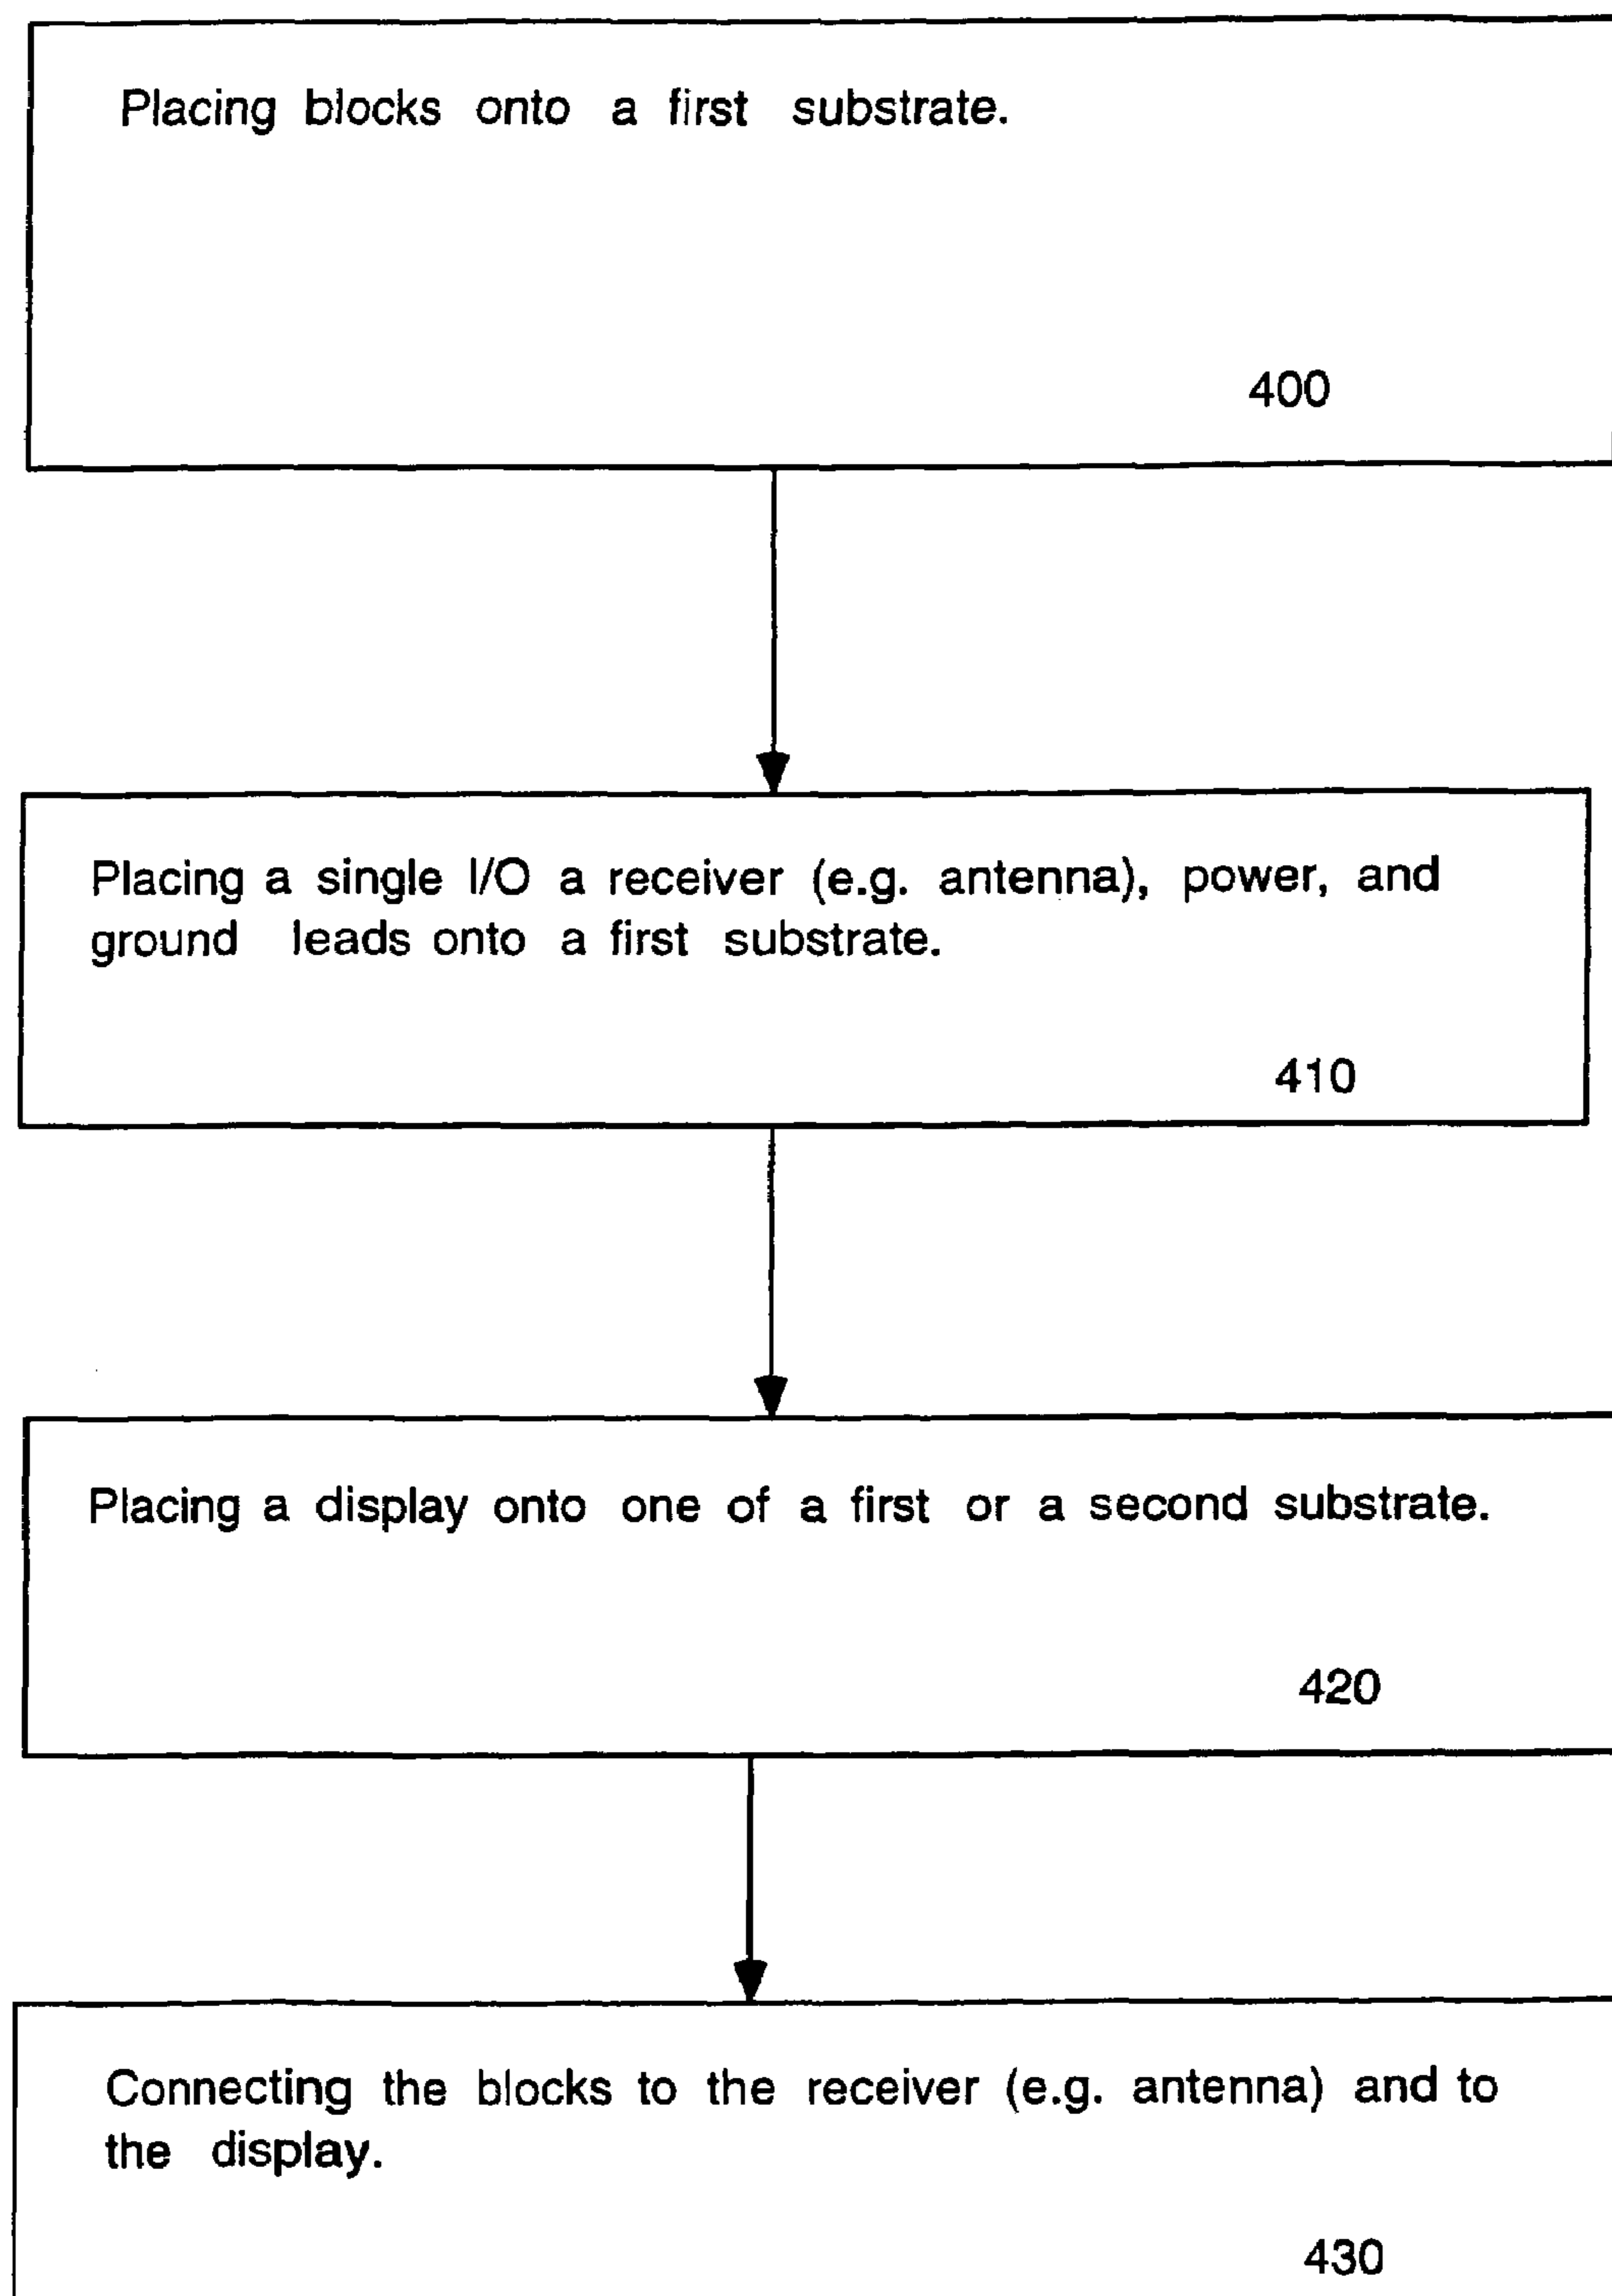 Placing blocks onto a first substrate.
400
Placing a single I/O a receiver (e.g. antenna), power, and
ground leads onto a first substrate.
410
Placing a display onto one of a first or a second substrate.
420
Connecting the blocks to the receiver (e.g. antenna) and to
the display.
430